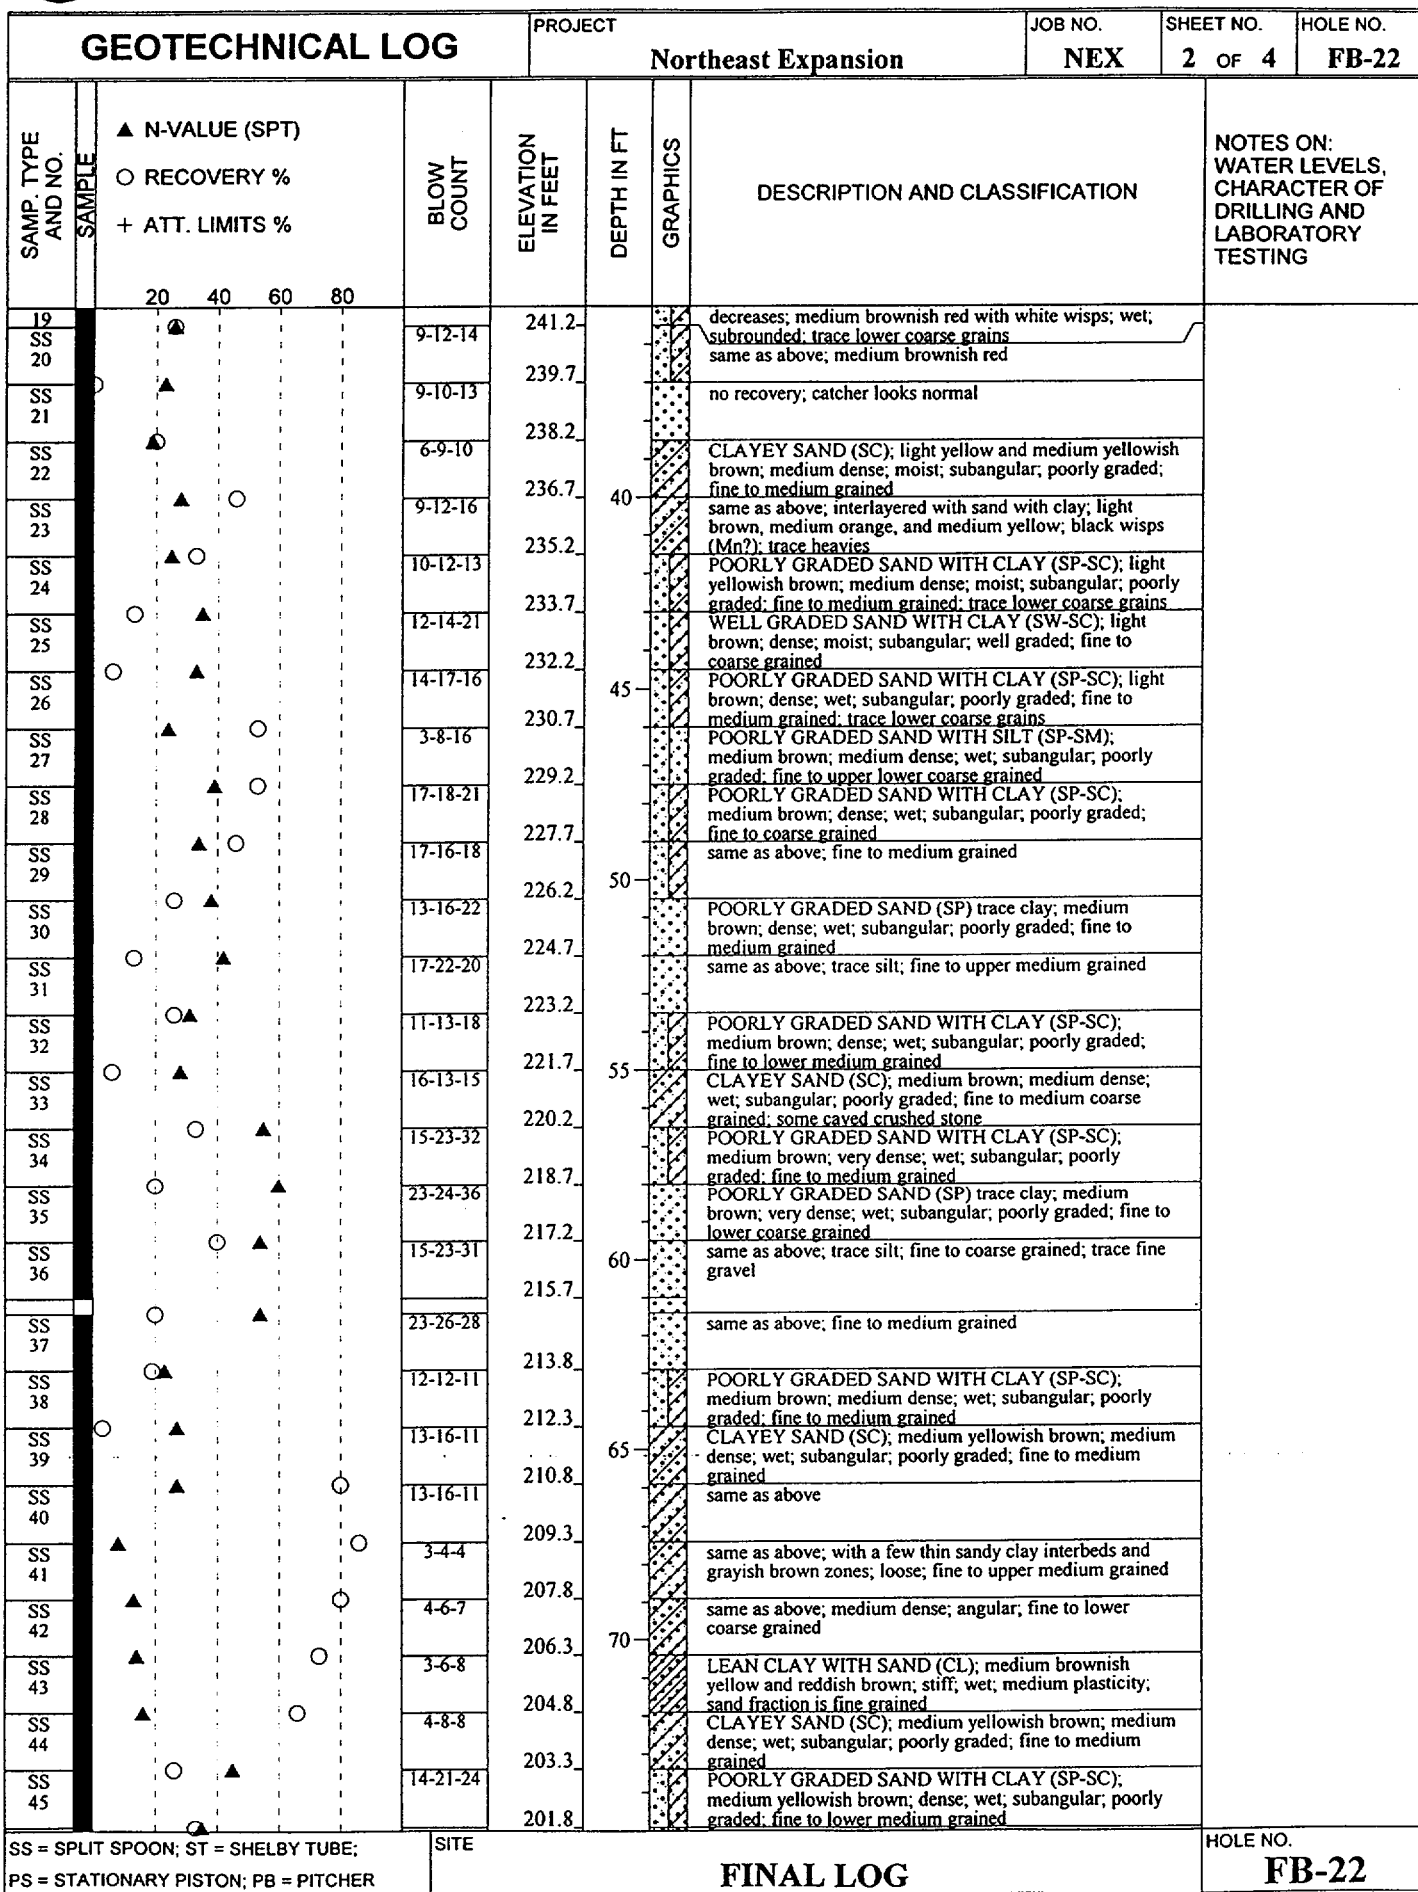 GEOTECHNICAL LOG
PROJECT
Northeast Expansion
JOB NO.
NEX
SHEET NO.
2 OF 4
HOLE NO.
FB-22
SAMP. TYPE
AND NO.
SAMPLE
▲ N-VALUE (SPT)
○ RECOVERY %
+ ATT. LIMITS %
20 40 60 80
BLOW
COUNT
ELEVATION
IN FEET
DEPTH IN FT
GRAPHICS
DESCRIPTION AND CLASSIFICATION
NOTES ON:
WATER LEVELS,
CHARACTER OF
DRILLING AND
LABORATORY
TESTING
19
241.2
decreases; medium brownish red with white wisps; wet;
subrounded; trace lower coarse grains
SS
20
9-12-14
239.7
same as above; medium brownish red
SS
21
9-10-13
238.2
no recovery; catcher looks normal
SS
22
6-9-10
236.7
CLAYEY SAND (SC); light yellow and medium yellowish
brown; medium dense; moist; subangular; poorly graded;
fine to medium grained
40
SS
23
9-12-16
235.2
same as above; interlayered with sand with clay; light
brown, medium orange, and medium yellow; black wisps
(Mn?); trace heavies
SS
24
10-12-13
233.7
POORLY GRADED SAND WITH CLAY (SP-SC); light
yellowish brown; medium dense; moist; subangular; poorly
graded; fine to medium grained; trace lower coarse grains
SS
25
12-14-21
232.2
WELL GRADED SAND WITH CLAY (SW-SC); light
brown; dense; moist; subangular; well graded; fine to
coarse grained
SS
26
14-17-16
45
230.7
POORLY GRADED SAND WITH CLAY (SP-SC); light
brown; dense; wet; subangular; poorly graded; fine to
medium grained; trace lower coarse grains
SS
27
3-8-16
229.2
POORLY GRADED SAND WITH SILT (SP-SM);
medium brown; medium dense; wet; subangular; poorly
graded; fine to upper lower coarse grained
SS
28
17-18-21
227.7
POORLY GRADED SAND WITH CLAY (SP-SC);
medium brown; dense; wet; subangular; poorly graded;
fine to coarse grained
SS
29
17-16-18
226.2
50
same as above; fine to medium grained
SS
30
13-16-22
224.7
POORLY GRADED SAND (SP) trace clay; medium
brown; dense; wet; subangular; poorly graded; fine to
medium grained
SS
31
17-22-20
223.2
same as above; trace silt; fine to upper medium grained
SS
32
11-13-18
221.7
POORLY GRADED SAND WITH CLAY (SP-SC);
medium brown; dense; wet; subangular; poorly graded;
fine to lower medium grained
55
SS
33
16-13-15
220.2
CLAYEY SAND (SC); medium brown; medium dense;
wet; subangular; poorly graded; fine to medium coarse
grained; some caved crushed stone
SS
34
15-23-32
218.7
POORLY GRADED SAND WITH CLAY (SP-SC);
medium brown; very dense; wet; subangular; poorly
graded; fine to medium grained
SS
35
23-24-36
217.2
POORLY GRADED SAND (SP) trace clay; medium
brown; very dense; wet; subangular; poorly graded; fine to
lower coarse grained
SS
36
15-23-31
60
215.7
same as above; trace silt; fine to coarse grained; trace fine
gravel
SS
37
23-26-28
213.8
same as above; fine to medium grained
SS
38
12-12-11
212.3
POORLY GRADED SAND WITH CLAY (SP-SC);
medium brown; medium dense; wet; subangular; poorly
graded; fine to medium grained
SS
39
13-16-11
65
210.8
CLAYEY SAND (SC); medium yellowish brown; medium
dense; wet; subangular; poorly graded; fine to medium
grained
SS
40
13-16-11
209.3
same as above
SS
41
3-4-4
207.8
same as above; with a few thin sandy clay interbeds and
grayish brown zones; loose; fine to upper medium grained
SS
42
4-6-7
206.3
70
same as above; medium dense; angular; fine to lower
coarse grained
SS
43
3-6-8
204.8
LEAN CLAY WITH SAND (CL); medium brownish
yellow and reddish brown; stiff; wet; medium plasticity;
sand fraction is fine grained
SS
44
4-8-8
203.3
CLAYEY SAND (SC); medium yellowish brown; medium
dense; wet; subangular; poorly graded; fine to medium
grained
SS
45
14-21-24
201.8
POORLY GRADED SAND WITH CLAY (SP-SC);
medium yellowish brown; dense; wet; subangular; poorly
graded; fine to lower medium grained
SS = SPLIT SPOON; ST = SHELBY TUBE;
PS = STATIONARY PISTON; PB = PITCHER
SITE
FINAL LOG
HOLE NO.
FB-22